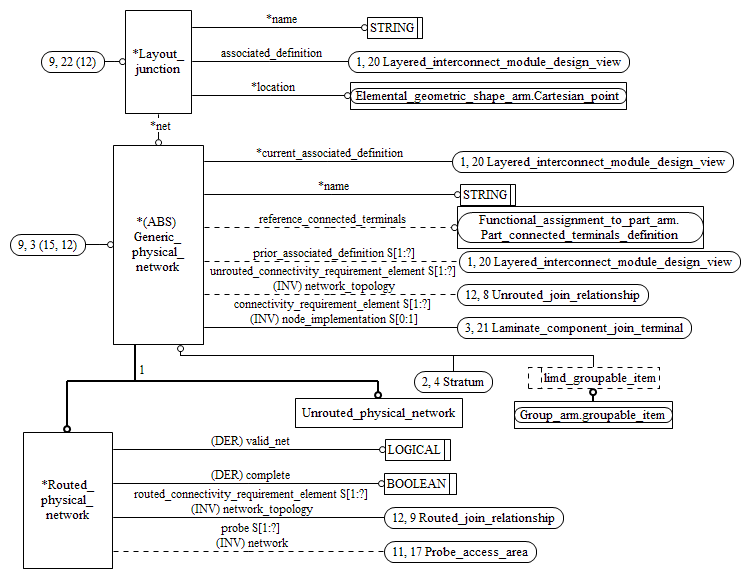 *name
STRING
*Layout_
junction
9, 22 (12)
associated_definition
1, 20 Layered_interconnect_module_design_view
*location
Elemental_geometric_shape_arm.Cartesian_point
*net
*current_associated_definition
1, 20 Layered_interconnect_module_design_view
*name
STRING
*(ABS)
Generic_
physical_
network
9, 3 (15, 12)
reference_connected_terminals
Functional_assignment_to_part_arm.
Part_connected_terminals_definition
prior_associated_definition S[1:?]
1, 20 Layered_interconnect_module_design_view
unrouted_connectivity_requirement_element S[1:?]
(INV) network_topology
12, 8 Unrouted_join_relationship
connectivity_requirement_element S[1:?]
(INV) node_implementation S[0:1]
3, 21 Laminate_component_join_terminal
1
2, 4 Stratum
limd_groupable_item
Unrouted_physical_network
Group_arm.groupable_item
(DER) valid_net
LOGICAL
*Routed_
physical_
network
(DER) complete
BOOLEAN
routed_connectivity_requirement_element S[1:?]
(INV) network_topology
12, 9 Routed_join_relationship
probe S[1:?]
(INV) network
11, 17 Probe_access_area